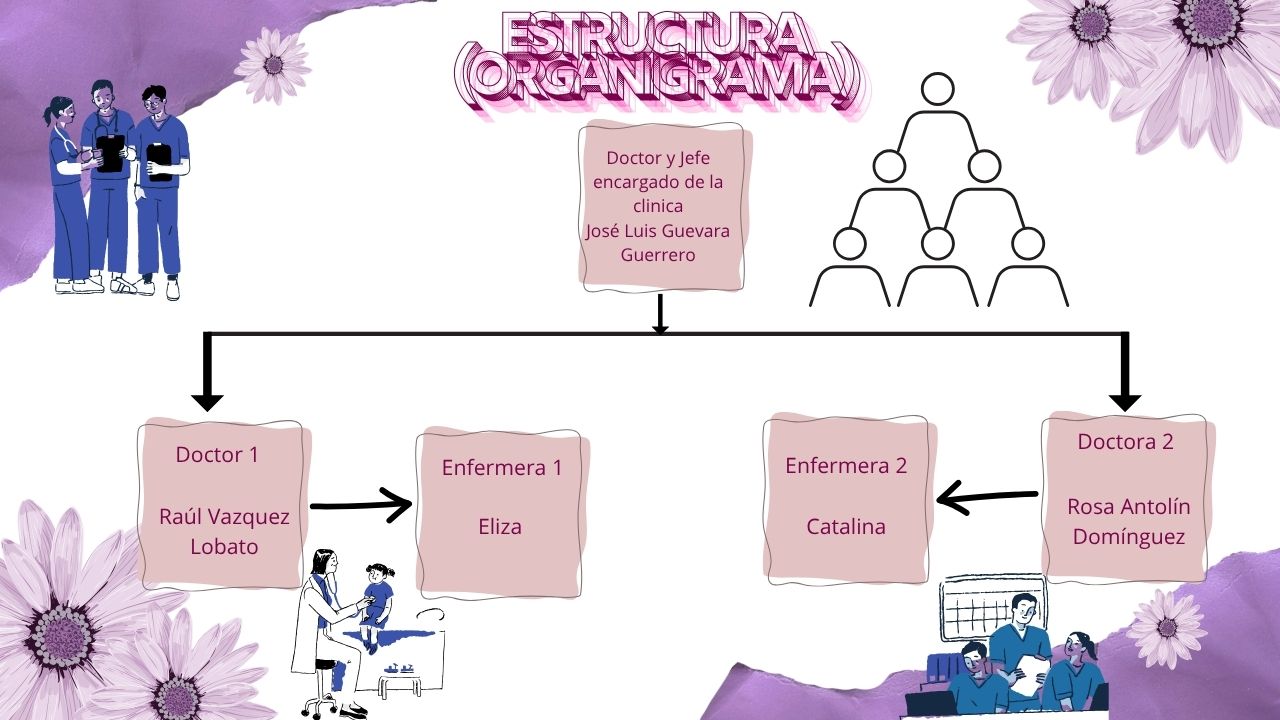 ESTRUCTURA
(ORGANIGRAMA)
Doctor y Jefe
encargado de la
clinica
José Luis Guevara
Guerrero
Doctor 1
Raúl Vazquez
Lobato
Enfermera 1
Eliza
Enfermera 2
Catalina
Doctora 2
Rosa Antolín
Domínguez